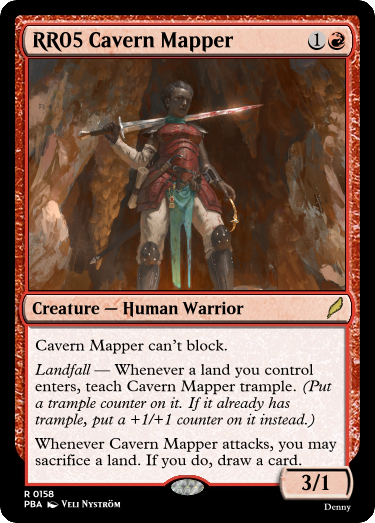 RR05 Cavern Mapper 1
Creature — Human Warrior
Cavern Mapper can't block.
Landfall — Whenever a land you control
enters, teach Cavern Mapper trample. (Put
a trample counter on it. If it already has
trample, put a +1/+1 counter on it instead.)
Whenever Cavern Mapper attacks, you may
sacrifice a land. If you do, draw a card.
3/1
R 0158
PBA VELI NYSTRÖM
Denny